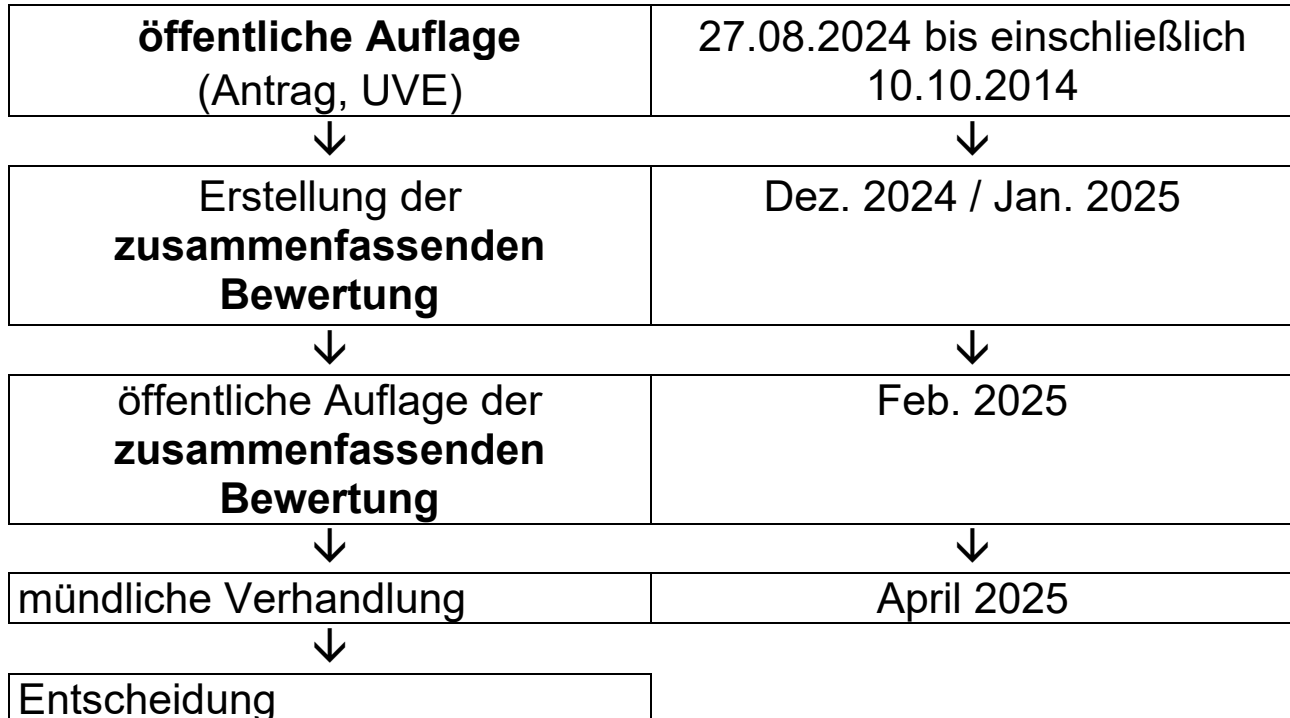 öffentliche Auflage
(Antrag, UVE)
27.08.2024 bis einschließlich
10.10.2014
↓ ↓
Erstellung der
zusammenfassenden
Bewertung
Dez. 2024 / Jan. 2025
↓ ↓
öffentliche Auflage der
zusammenfassenden
Bewertung
Feb. 2025
↓ ↓
mündliche Verhandlung
April 2025
↓
Entscheidung